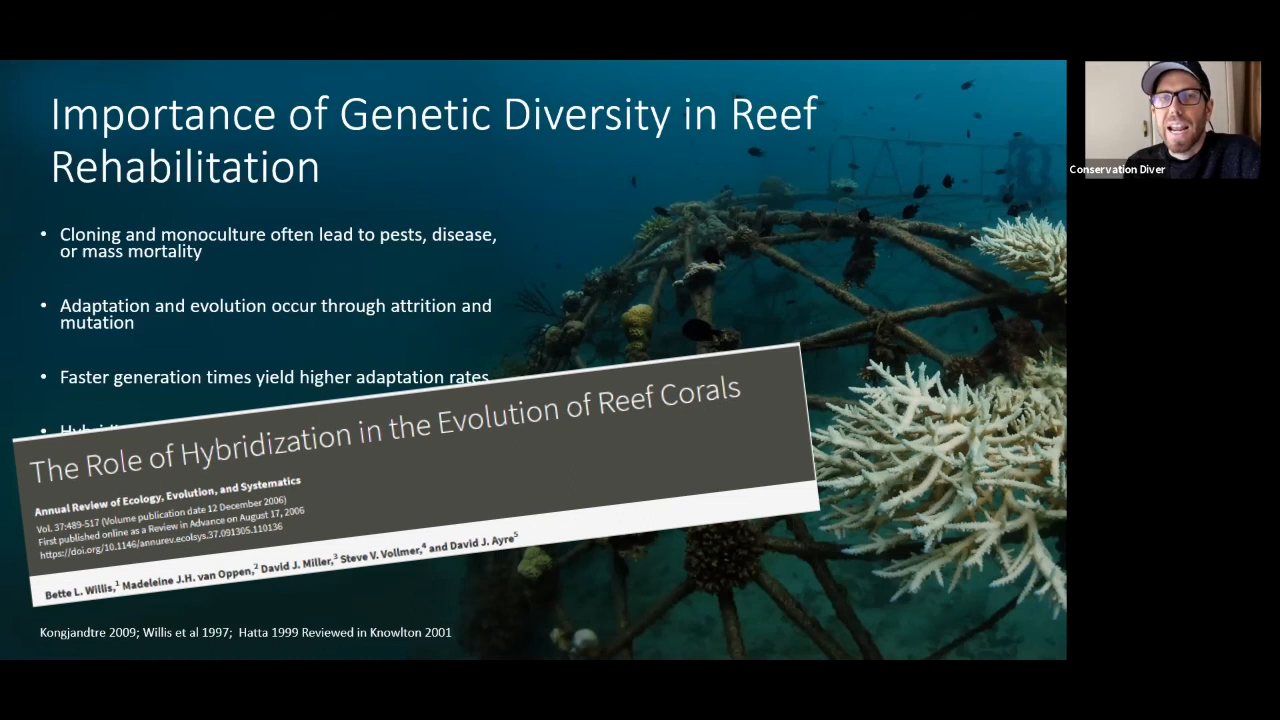 Importance of Genetic Diversity in Reef
Rehabilitation
Conservation Diver
• Cloning and monoculture often lead to pests, disease,
or mass mortality
• Adaptation and evolution occur through attrition and
mutation
• Faster generation times yield higher adaptation rates
•
The Role of Hybridization in the Evolution of Reef Corals
Annual Review of Ecology, Evolution, and Systematics
Vol. 37:489-517 (Volume publication date 12 December 2006)
First published online as a Review in Advance on August 17, 2006
https://doi.org/10.1146/annurev.ecolsys.37.091305.110136
Bette L. Willis,1 Madeleine J.H. van Oppen,2 David J. Miller,3 Steve V. Vollmer,4 and David J. Ayre5
Kongjandtre 2009; Willis et al 1997;  Hatta 1999 Reviewed in Knowlton 2001